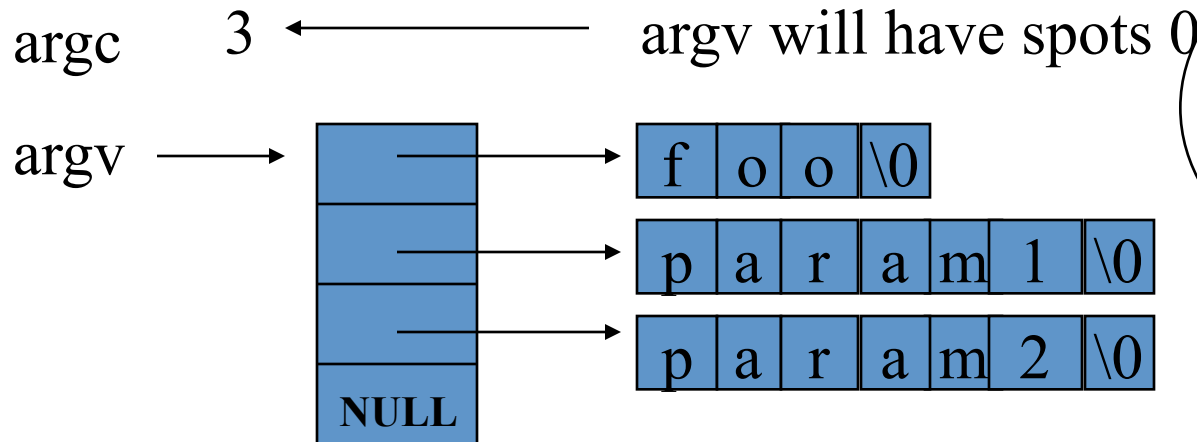 argc 3 argv will have spots 0
argv f o o \0
p a r a m 1 \0
p a r a m 2 \0
NULL